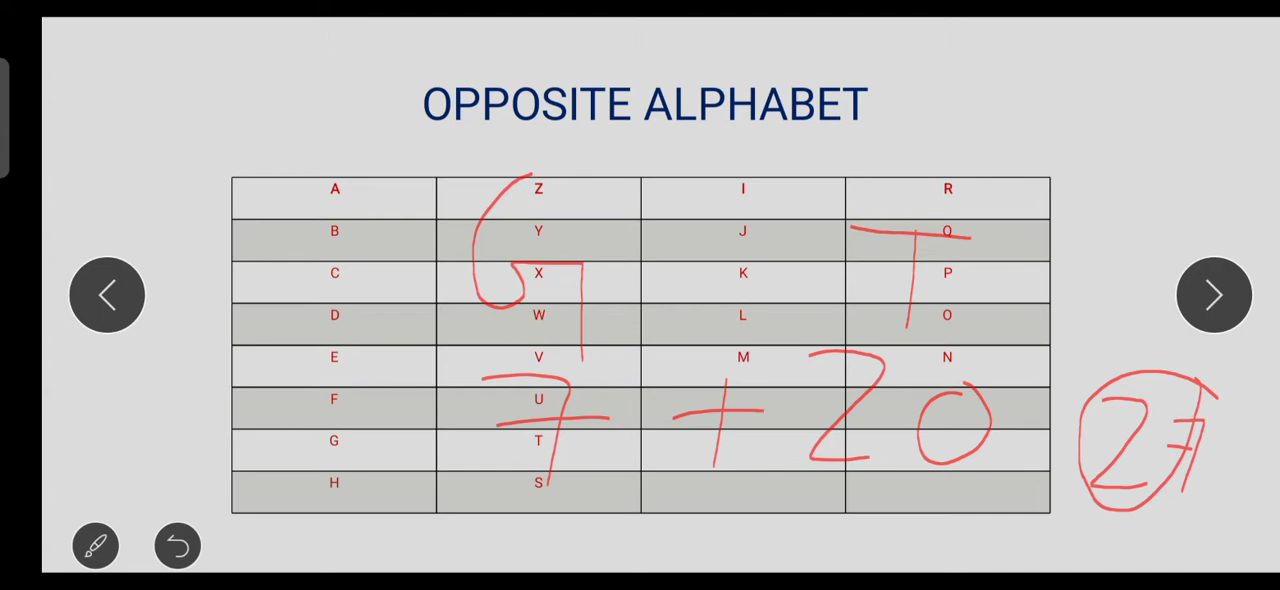 OPPOSITE ALPHABET
A Z I R
B Y J Q
C X K P
D W L O
E V M N
F U
G T
H S
G T
7 + 20 27